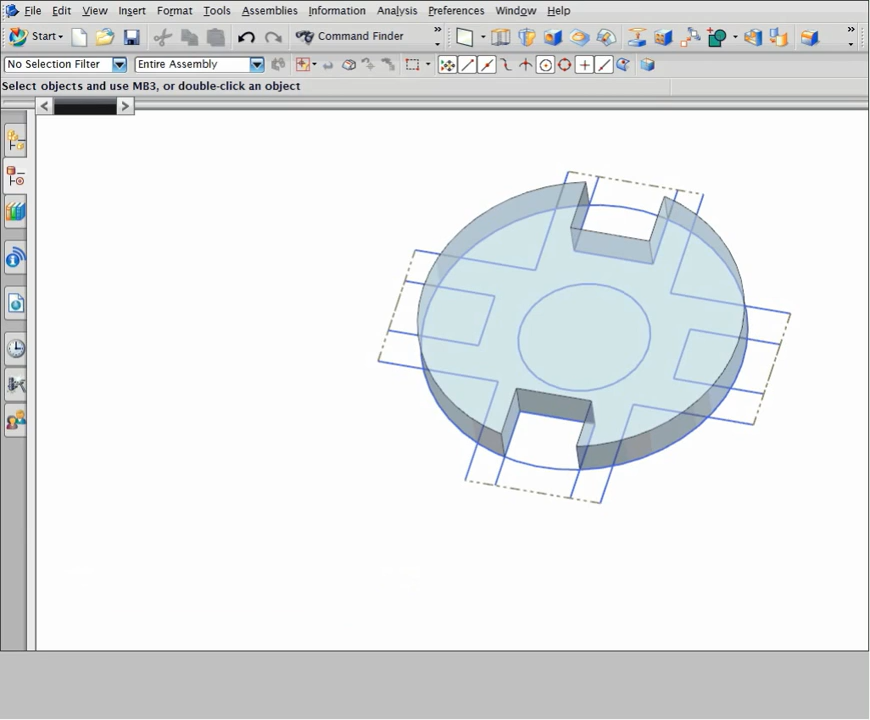 File Edit View Insert Format Tools Assemblies Information Analysis Preferences Window Help
Start Command Finder
No Selection Filter Entire Assembly
Select objects and use MB3, or double-click an object